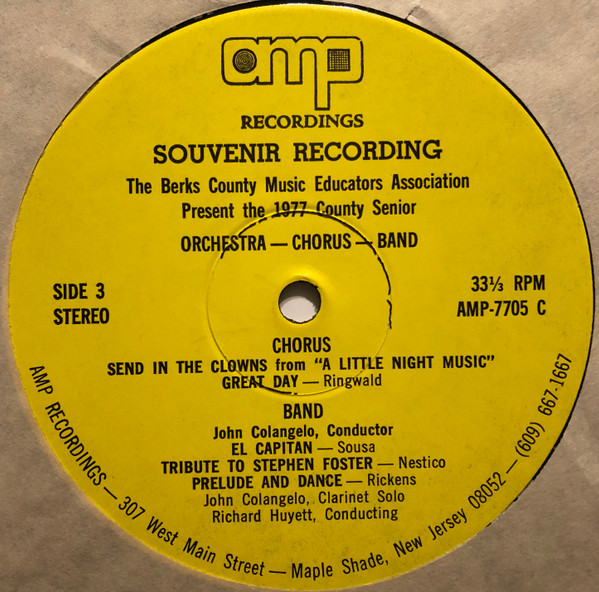 amp
RECORDINGS
SOUVENIR RECORDING
The Berks County Music Educators Association
Present the 1977 County Senior
ORCHESTRA — CHORUS — BAND
SIDE 3
STEREO
33⅓ RPM
AMP-7705 C
CHORUS
SEND IN THE CLOWNS from "A LITTLE NIGHT MUSIC"
GREAT DAY — Ringwald
BAND
John Colangelo, Conductor
EL CAPITAN — Sousa
TRIBUTE TO STEPHEN FOSTER — Nestico
PRELUDE AND DANCE — Rickens
John Colangelo, Clarinet Solo
Richard Huyett, Conducting
AMP RECORDINGS — 307 West Main Street — Maple Shade, New Jersey 08052 — (609) 667-1667